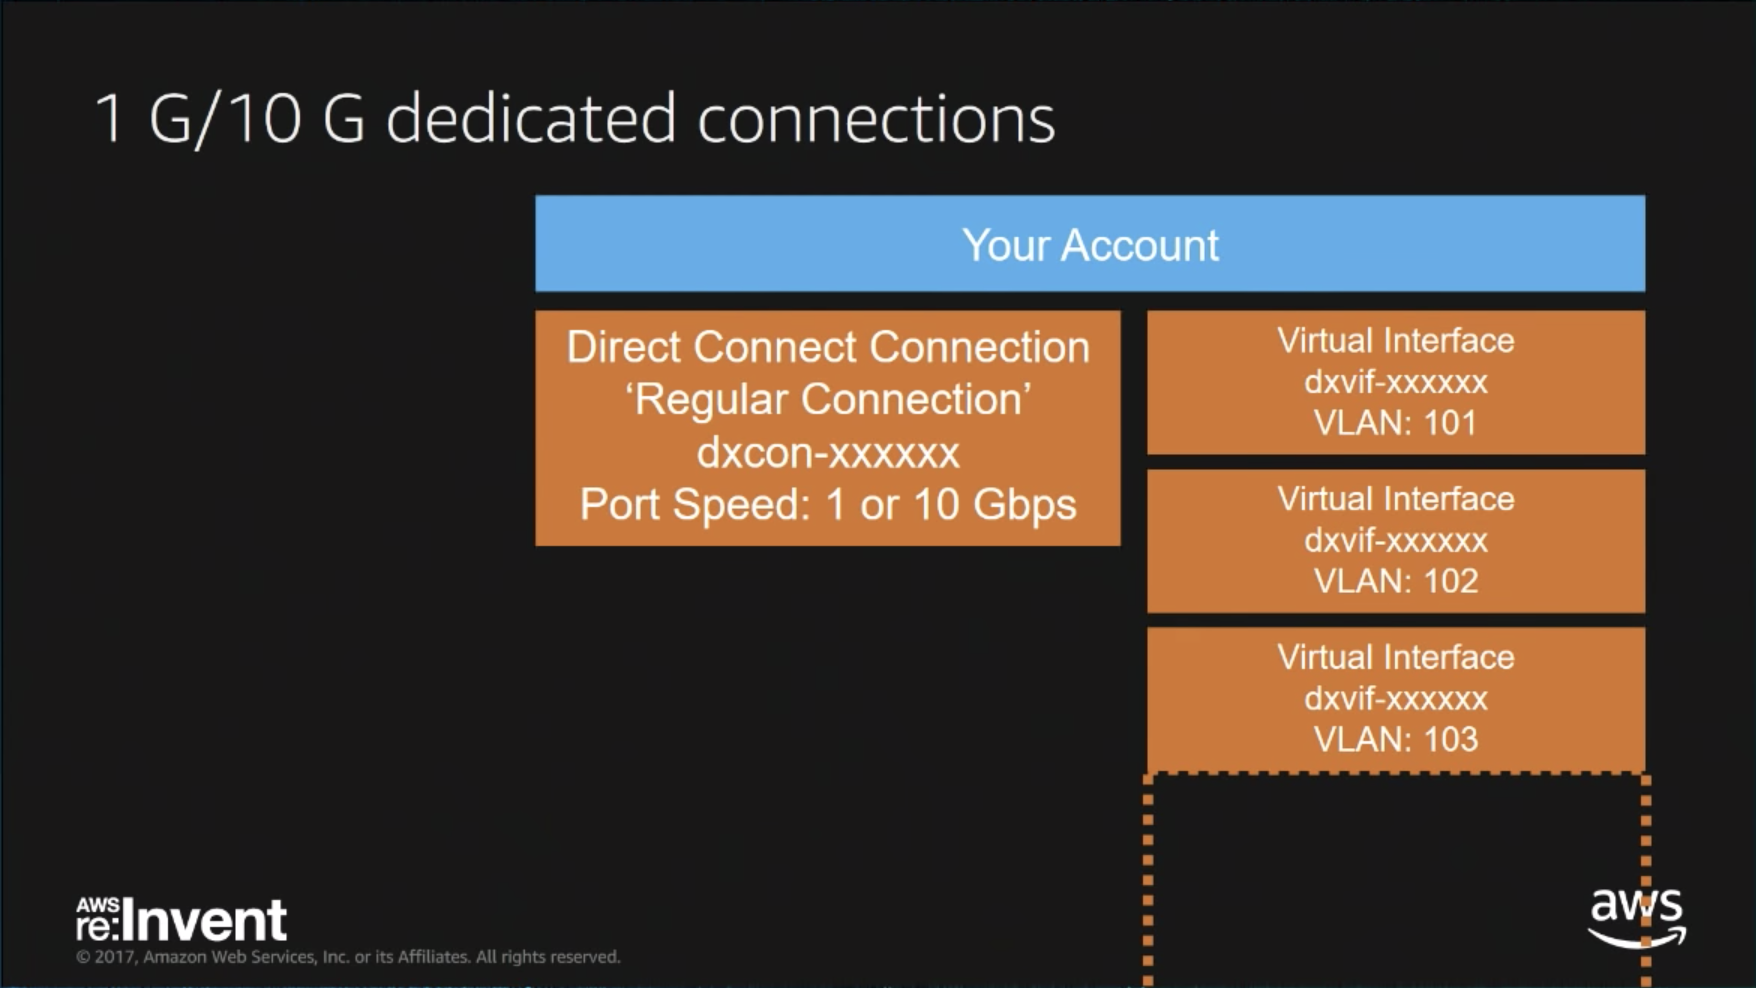 1 G/10 G dedicated connections
Your Account
Direct Connect Connection
‘Regular Connection’
dxcon-xxxxxx
Port Speed: 1 or 10 Gbps
Virtual Interface
dxvif-xxxxxx
VLAN: 101
Virtual Interface
dxvif-xxxxxx
VLAN: 102
Virtual Interface
dxvif-xxxxxx
VLAN: 103
AWS
re:Invent
© 2017, Amazon Web Services, Inc. or its Affiliates. All rights reserved.
aws